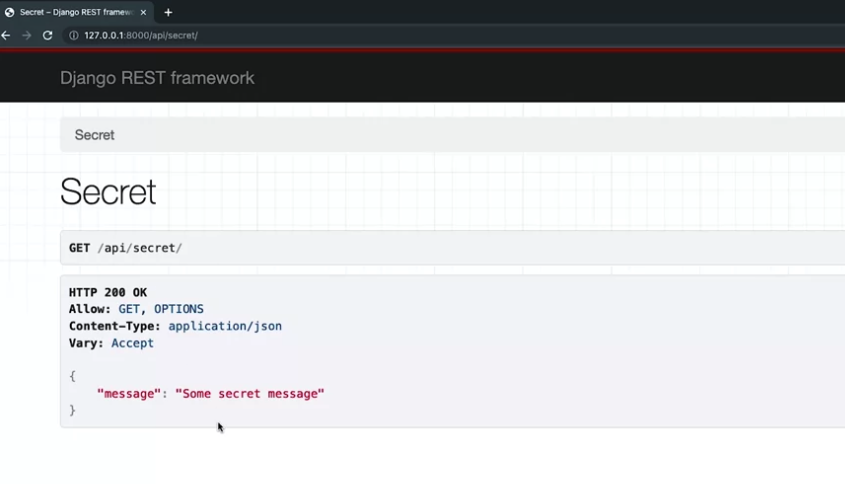 Secret – Django REST framew
127.0.0.1:8000/api/secret/
Django REST framework
Secret
Secret
GET /api/secret/
HTTP 200 OK
Allow: GET, OPTIONS
Content-Type: application/json
Vary: Accept
{
"message": "Some secret message"
}